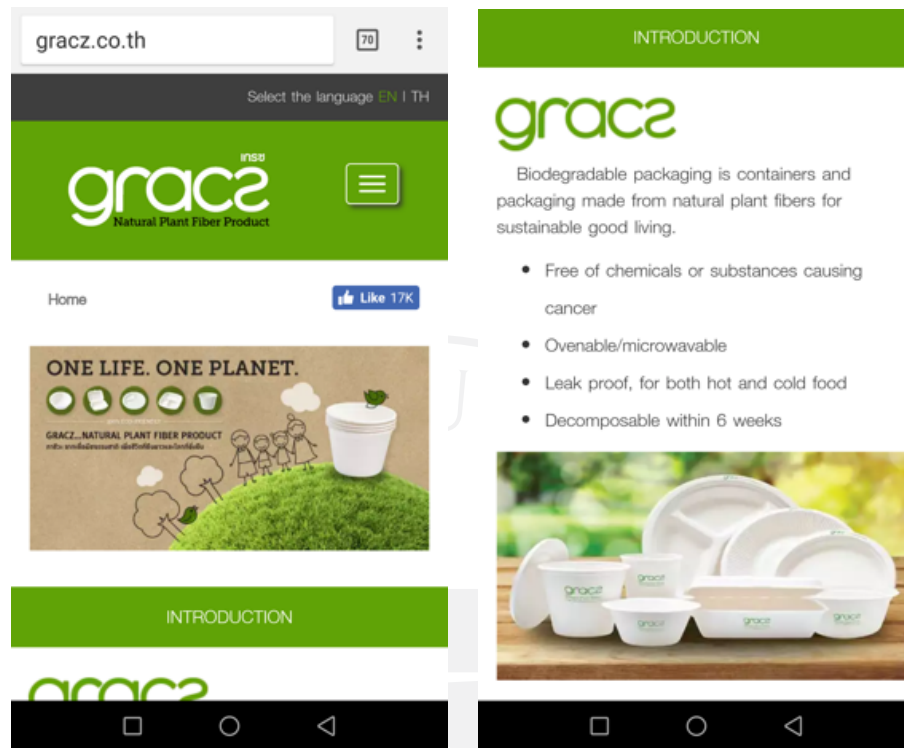 gracz.co.th
70
Select the language EN | TH
เกรซ
gracz
Natural Plant Fiber Product
Home
Like 17K
ONE LIFE. ONE PLANET.
GRACZ...NATURAL PLANT FIBER PRODUCT
INTRODUCTION
gracz
INTRODUCTION
gracz
Biodegradable packaging is containers and
packaging made from natural plant fibers for
sustainable good living.
Free of chemicals or substances causing
cancer
Ovenable/microwavable
Leak proof, for both hot and cold food
Decomposable within 6 weeks
gracz
gracz
gracz
gracz
gracz